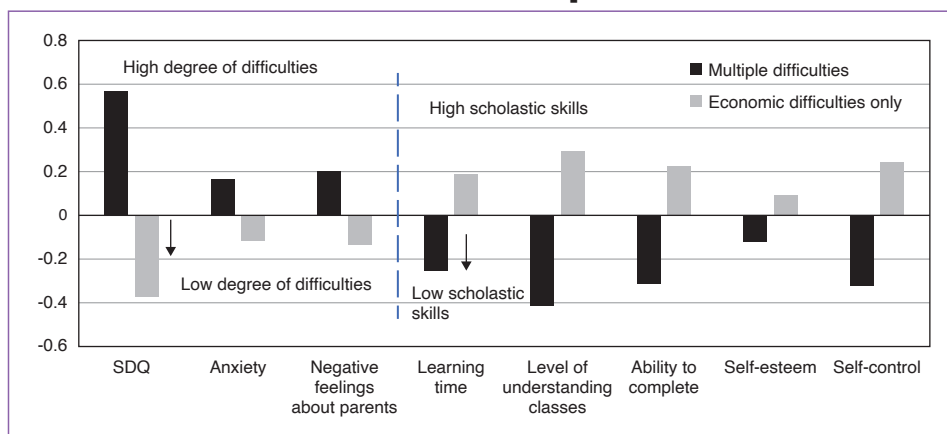 0.8
0.6
0.4
0.2
0
-0.2
-0.4
-0.6
High degree of difficulties
Low degree of difficulties
High scholastic skills
Low scholastic
skills
Multiple difficulties
Economic difficulties only
SDQ
Anxiety
Negative
feelings
about parents
Learning
time
Level of
understanding
classes
Ability to
complete
Self-esteem
Self-control